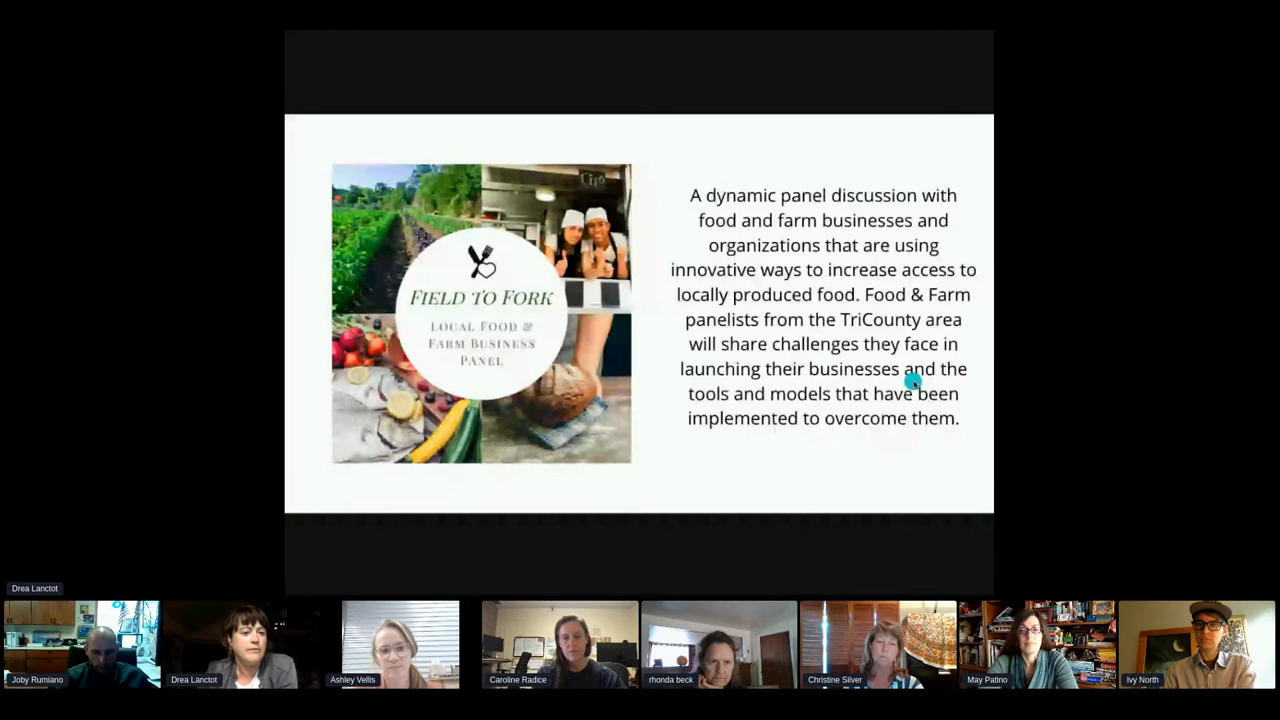 FIELD TO FORK
LOCAL FOOD &
FARM BUSINESS
PANEL
A dynamic panel discussion with
food and farm businesses and
organizations that are using
innovative ways to increase access to
locally produced food. Food & Farm
panelists from the TriCounty area
will share challenges they face in
launching their businesses and the
tools and models that have been
implemented to overcome them.
Drea Lanctot
Joby Rumiano
Drea Lanctot
Ashley Vellis
Caroline Radice
rhonda beck
Christine Silver
May Patino
Ivy North